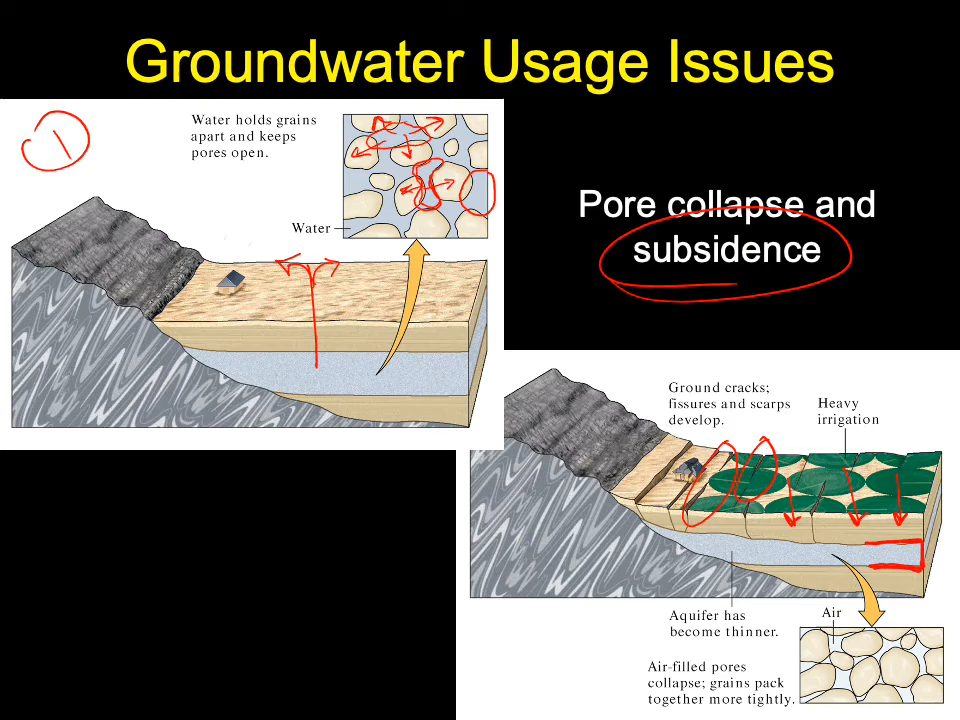 Groundwater Usage Issues
1
Water holds grains
apart and keeps
pores open.
Water
Pore collapse and
subsidence
Ground cracks;
fissures and scarps
develop.
Heavy
irrigation
Aquifer has
become thinner.
Air
Air-filled pores
collapse; grains pack
together more tightly.